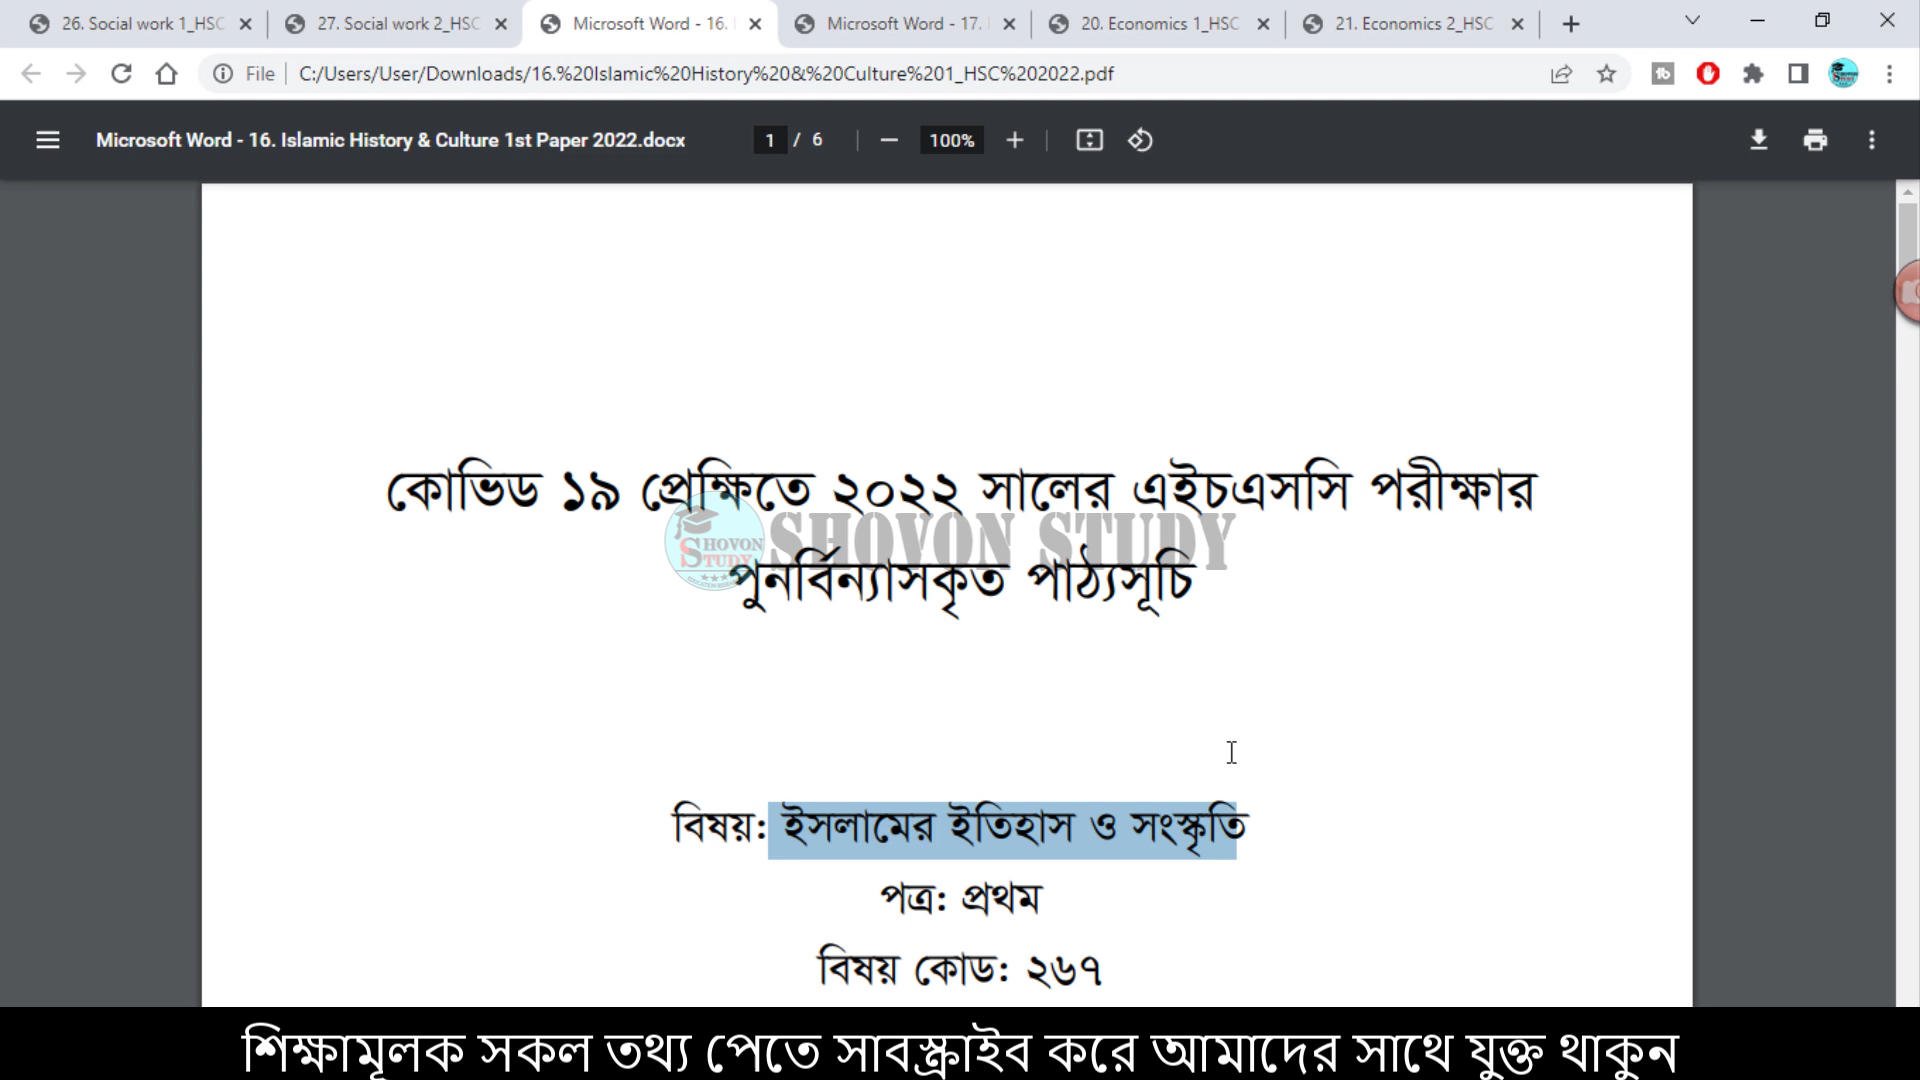 26. Social work 1_HSC
27. Social work 2_HSC
Microsoft Word - 16.
Microsoft Word - 17.
20. Economics 1_HSC
21. Economics 2_HSC
File
C:/Users/User/Downloads/16.%20Islamic%20History%20&%20Culture%201_HSC%202022.pdf
Microsoft Word - 16. Islamic History & Culture 1st Paper 2022.docx
1 / 6
100%
কোভিড ১৯ প্রেক্ষিতে ২০২২ সালের এইচএসসি পরীক্ষার
SHOVON STUDY
SHOVON
STUDY
পুনর্বিন্যাসকৃত পাঠ্যসূচি
বিষয়: ইসলামের ইতিহাস ও সংস্কৃতি
পত্র: প্রথম
বিষয় কোড: ২৬৭
শিক্ষামূলক সকল তথ্য পেতে সাবস্ক্রাইব করে আমাদের সাথে যুক্ত থাকুন